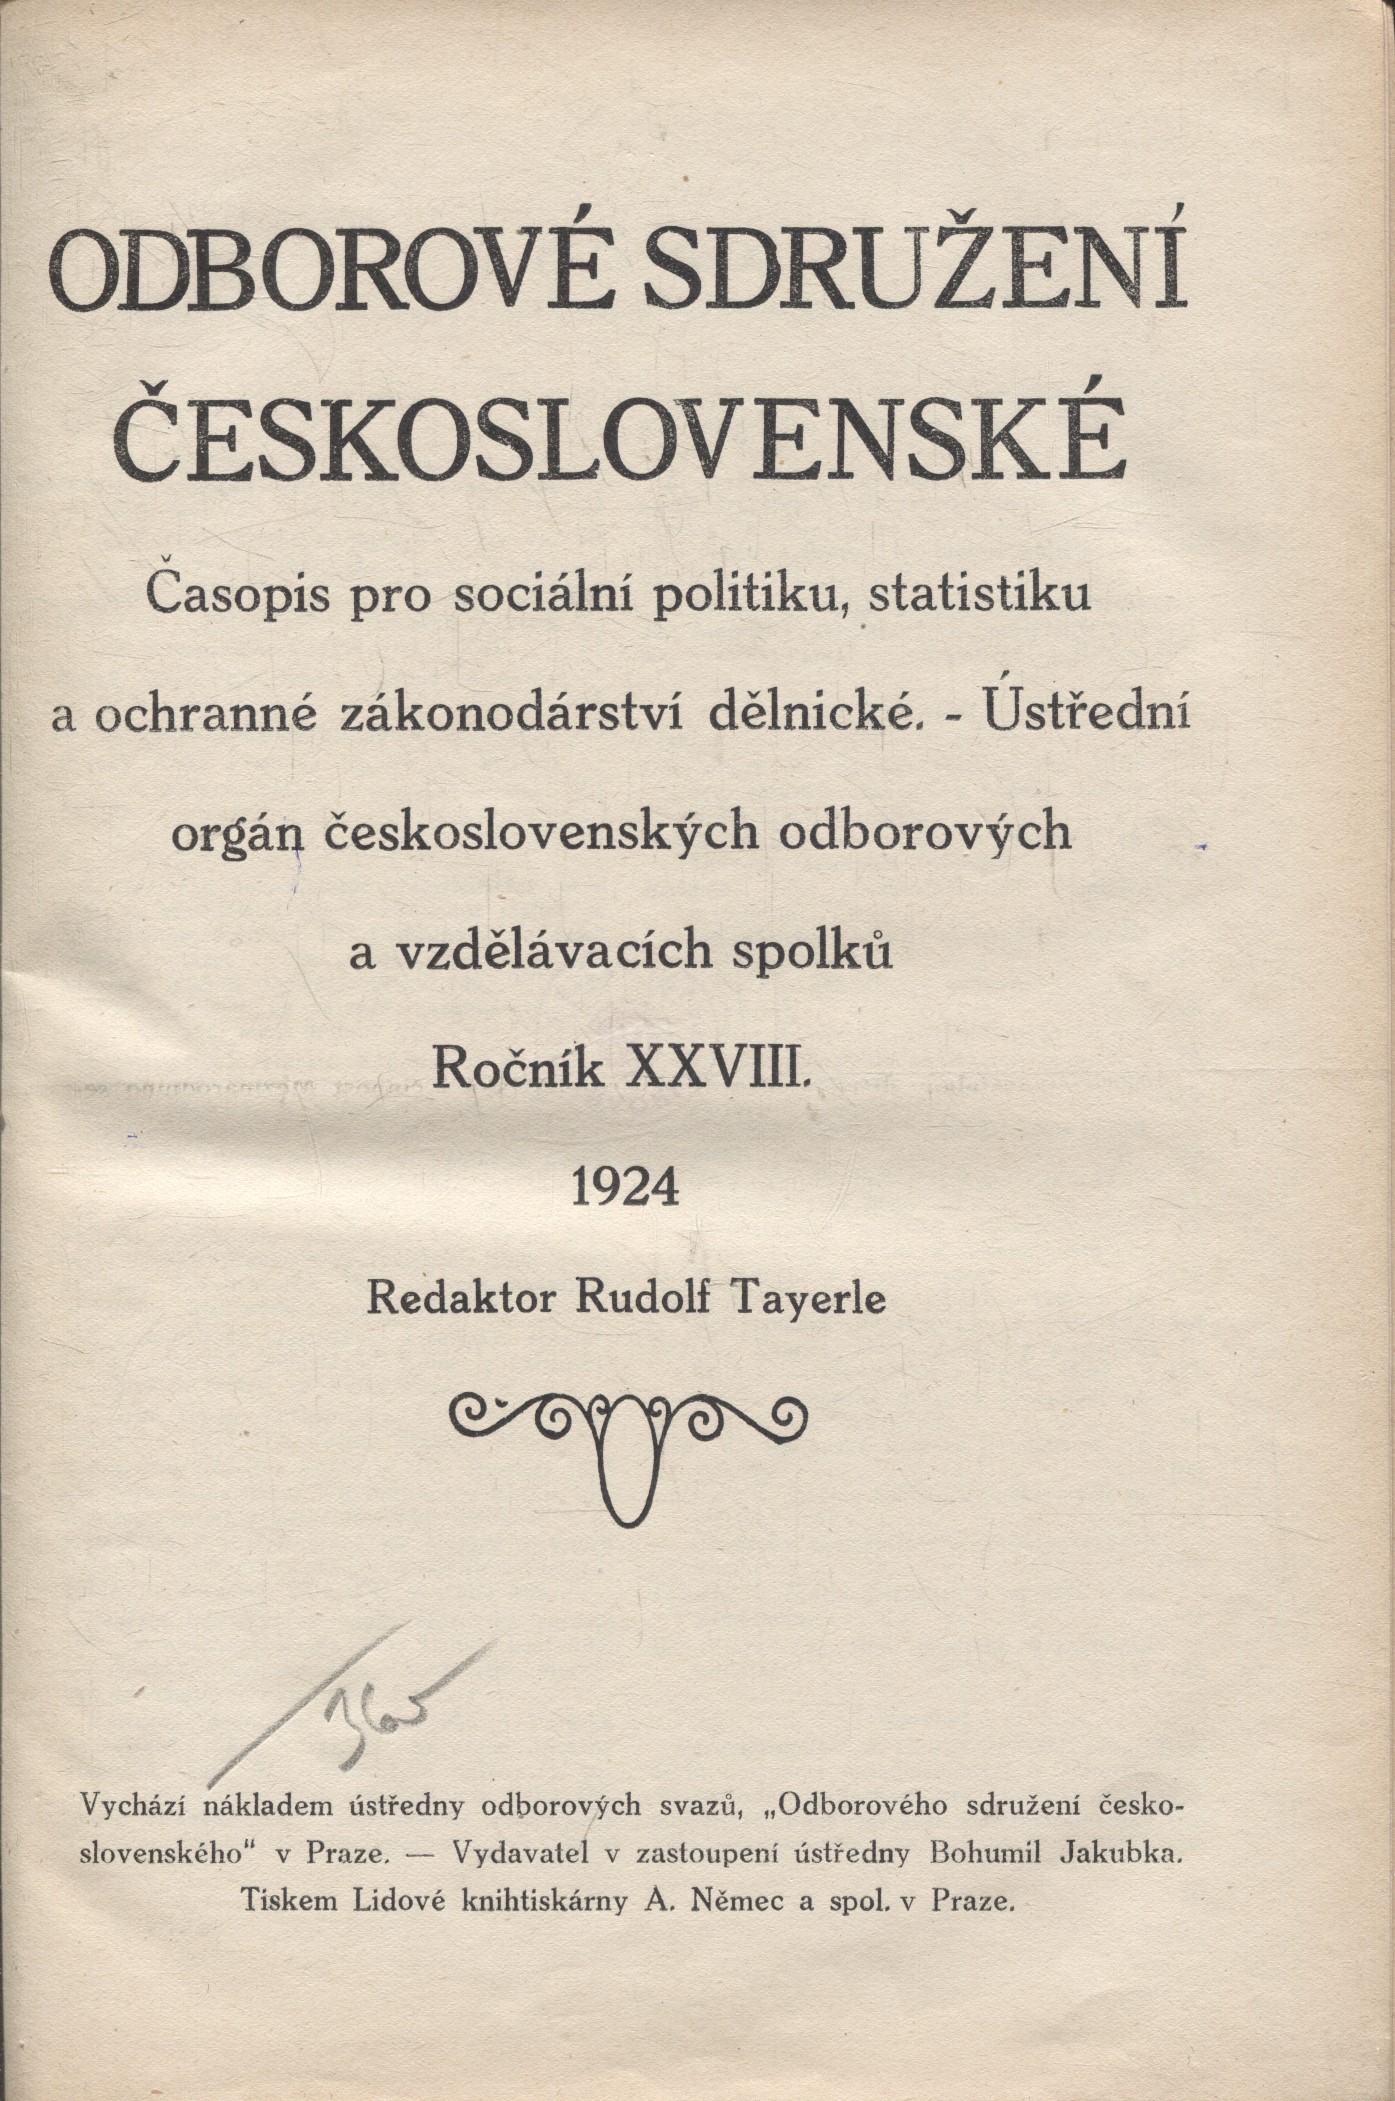 ODBOROVÉ SDRUŽENÍ
ČESKOSLOVENSKÉ
Časopis pro sociální politiku, statistiku
a ochranné zákonodárství dělnické. - Ústřední
orgán československých odborových
a vzdělávacích spolků
Ročník XXVIII.
1924
Redaktor Rudolf Tayerle
Vychází nákladem ústředny odborových svazů, „Odborového sdružení česko-
slovenského“ v Praze. — Vydavatel v zastoupení ústředny Bohumil Jakubka.
Tiskem Lidové knihtiskárny A. Němec a spol. v Praze.